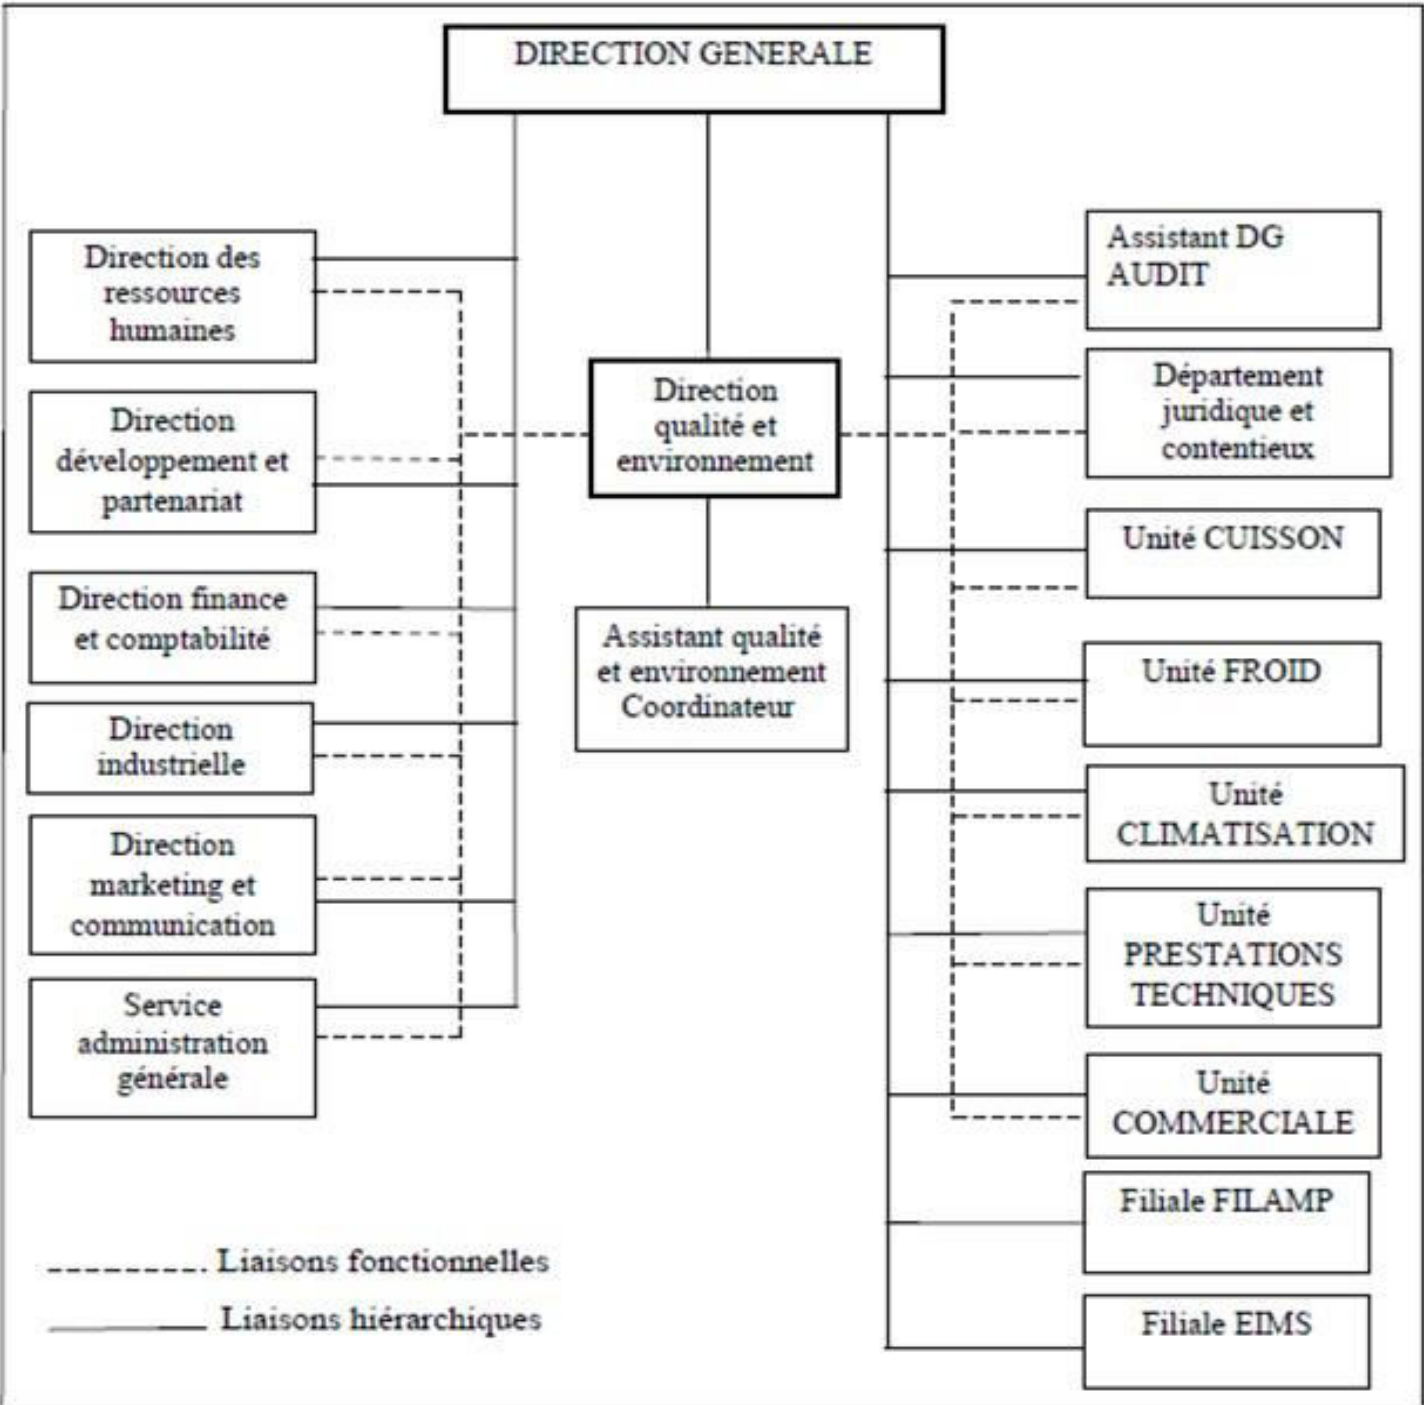 DIRECTION GENERALE
Direction des
ressources
humaines
Direction
développement et
partenariat
Direction finance
et comptabilité
Direction
industrielle
Direction
marketing et
communication
Service
administration
générale
Direction
qualité et
environnement
Assistant qualité
et environnement
Coordinateur
Assistant DG
AUDIT
Département
juridique et
contentieux
Unité CUISSON
Unité FROID
Unité
CLIMATISATION
Unité
PRESTATIONS
TECHNIQUES
Unité
COMMERCIALE
Filiale FILAMP
Filiale EIMS
Liaisons fonctionnelles
Liaisons hiérarchiques